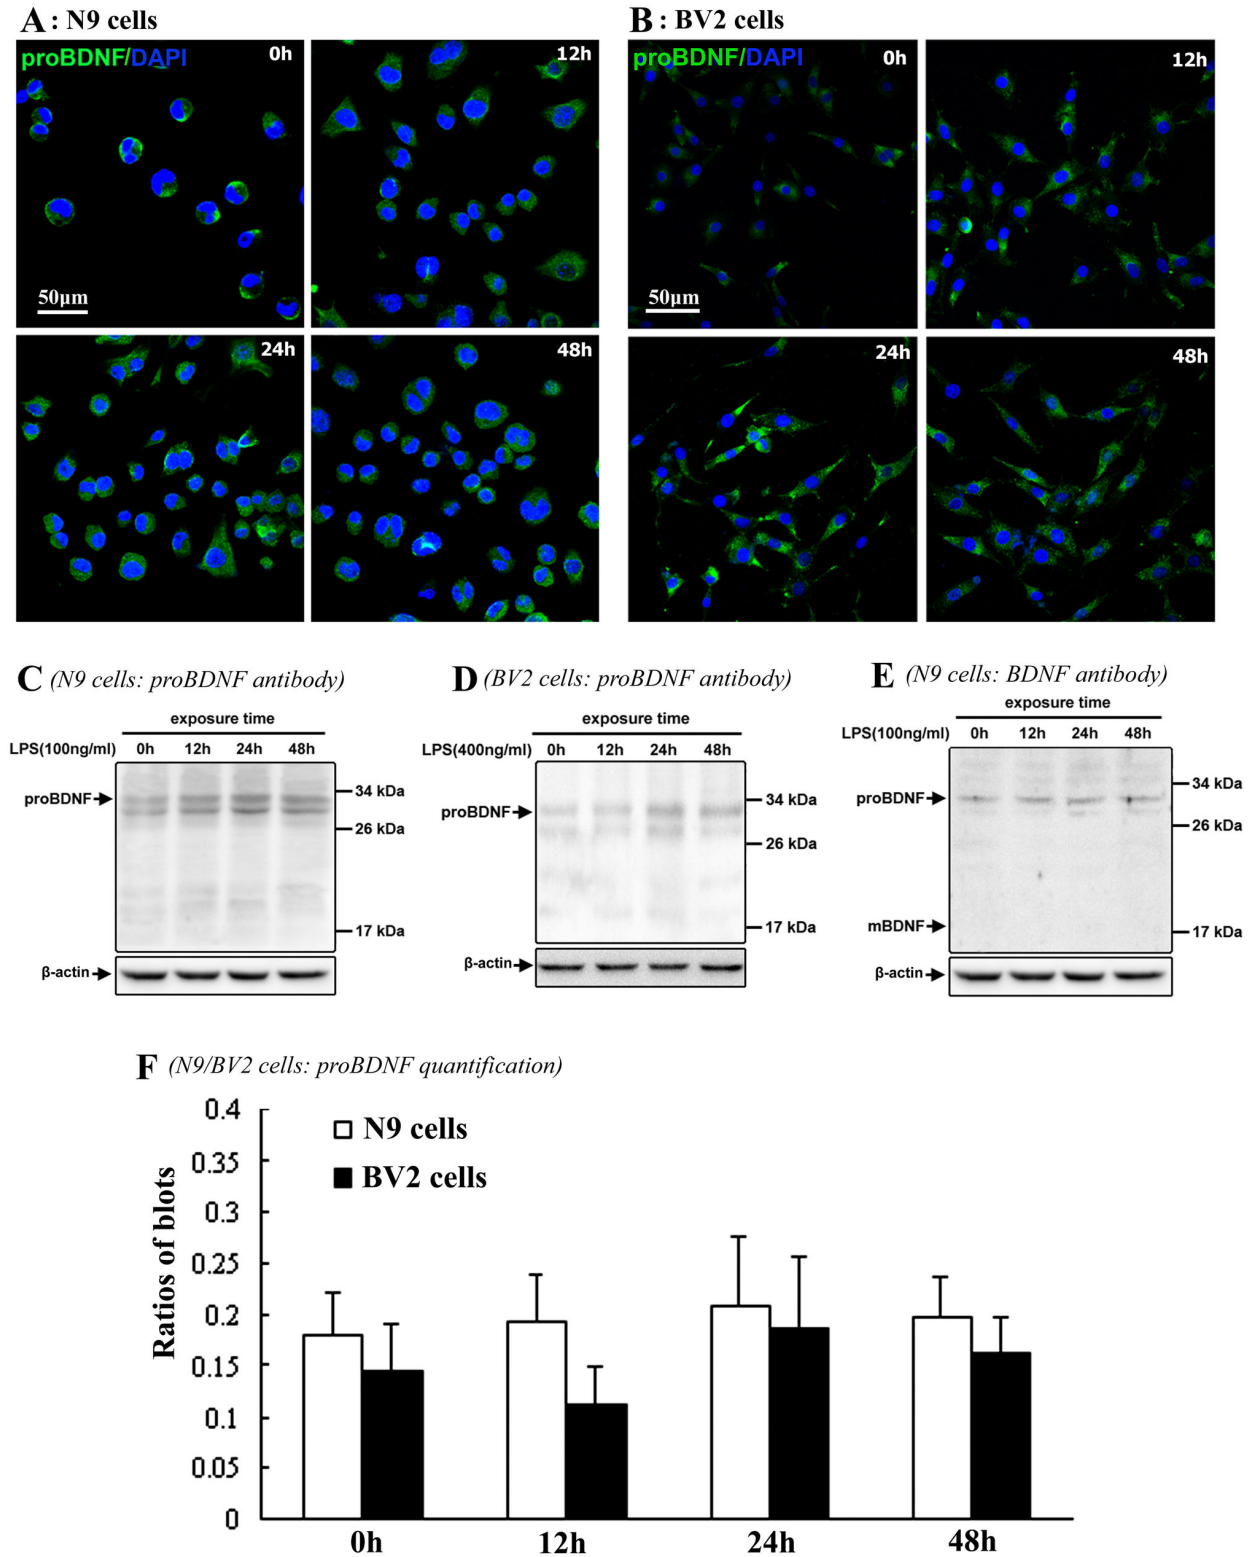 A : N9 cells
B : BV2 cells
proBDNF/DAPI 0h
12h
proBDNF/DAPI 0h
12h
50μm
50μm
24h
48h
24h
48h
C (N9 cells: proBDNF antibody)
exposure time
LPS(100ng/ml) 0h 12h 24h 48h
proBDNF
34 kDa
26 kDa
17 kDa
β-actin
D (BV2 cells: proBDNF antibody)
exposure time
LPS(400ng/ml) 0h 12h 24h 48h
proBDNF
34 kDa
26 kDa
17 kDa
β-actin
E (N9 cells: BDNF antibody)
exposure time
LPS(100ng/ml) 0h 12h 24h 48h
proBDNF
34 kDa
26 kDa
mBDNF
17 kDa
β-actin
F (N9/BV2 cells: proBDNF quantification)
Ratios of blots
0.4
0.35
0.3
0.25
0.2
0.15
0.1
0.05
0
N9 cells
BV2 cells
0h 12h 24h 48h